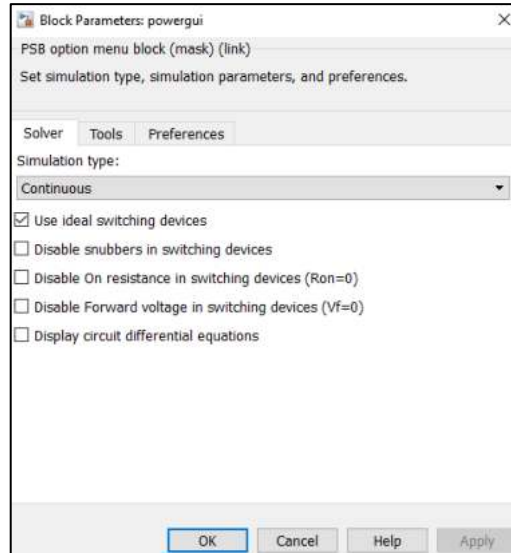 Block Parameters: powergui
PSB option menu block (mask) (link)
Set simulation type, simulation parameters, and preferences.
Solver Tools Preferences
Simulation type:
Continuous
Use ideal switching devices
Disable snubbers in switching devices
Disable On resistance in switching devices (Ron=0)
Disable Forward voltage in switching devices (Vf=0)
Display circuit differential equations
OK Cancel Help Apply